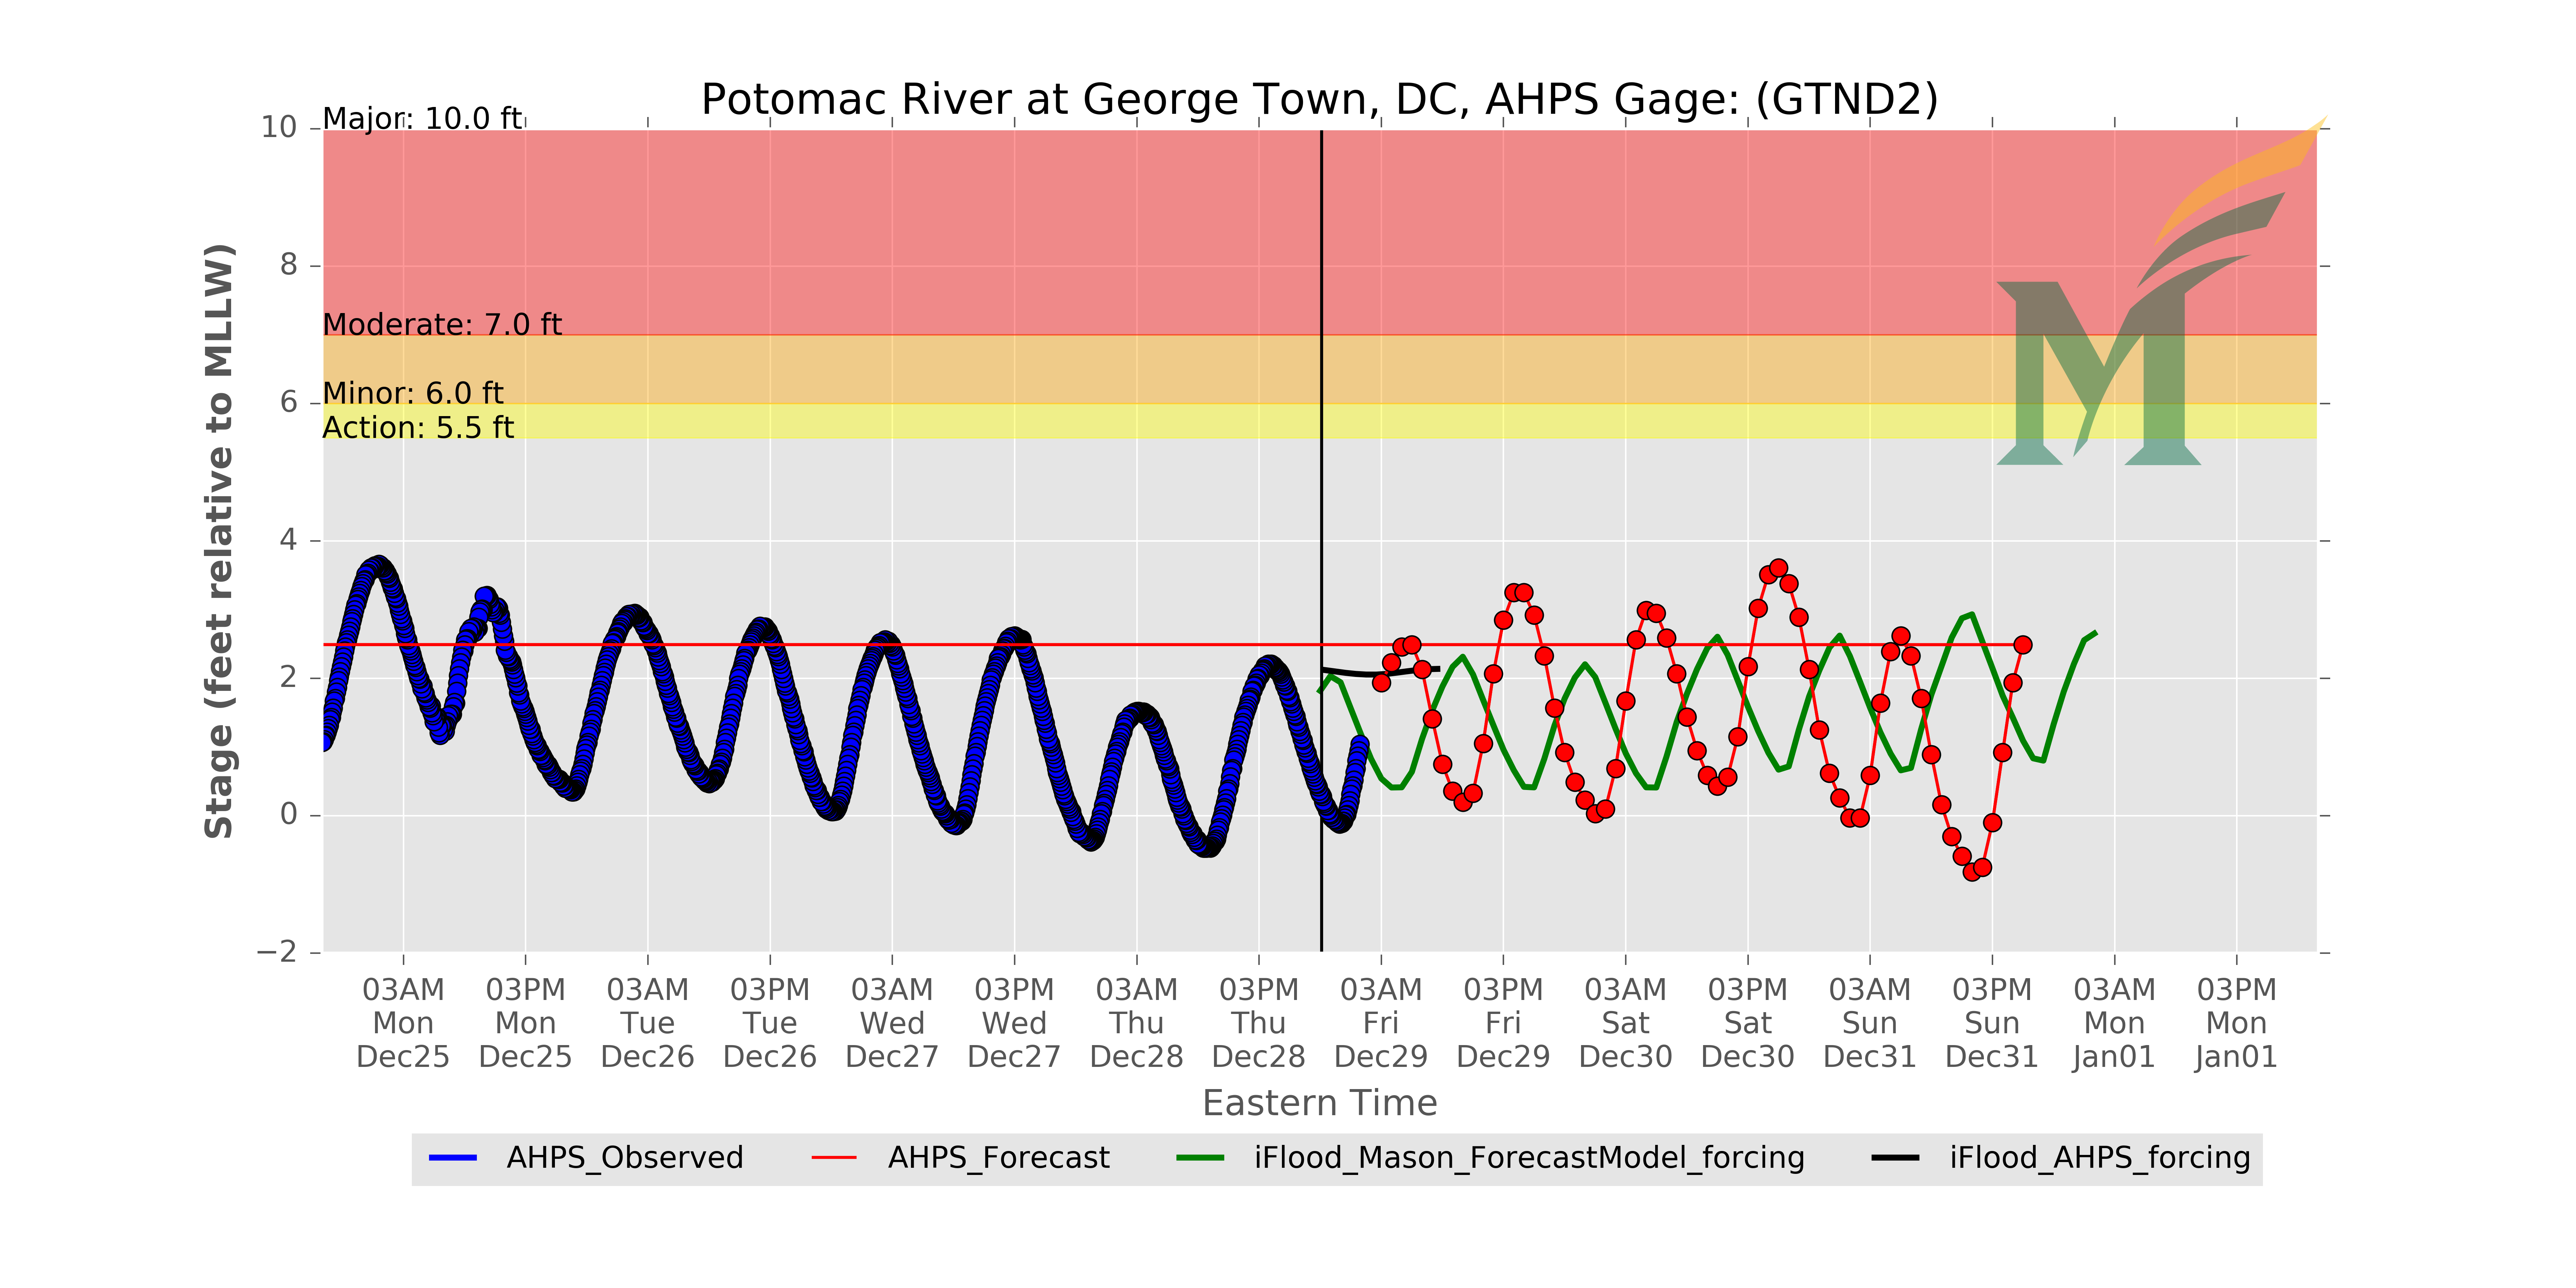 Potomac River at George Town, DC, AHPS Gage: (GTND2)
Major: 10.0 ft
Moderate: 7.0 ft
Minor: 6.0 ft
Action: 5.5 ft
10
8
6
4
2
0
−2
Stage (feet relative to MLLW)
03AM 03PM 03AM 03PM 03AM 03PM 03AM 03PM 03AM 03PM 03AM 03PM 03AM 03PM 03AM 03PM
Mon Mon Tue Tue Wed Wed Thu Thu Fri Fri Sat Sat Sun Sun Mon Mon
Dec25 Dec25 Dec26 Dec26 Dec27 Dec27 Dec28 Dec28 Dec29 Dec29 Dec30 Dec30 Dec31 Dec31 Jan01 Jan01
Eastern Time
AHPS_Observed AHPS_Forecast iFlood_Mason_ForecastModel_forcing iFlood_AHPS_forcing